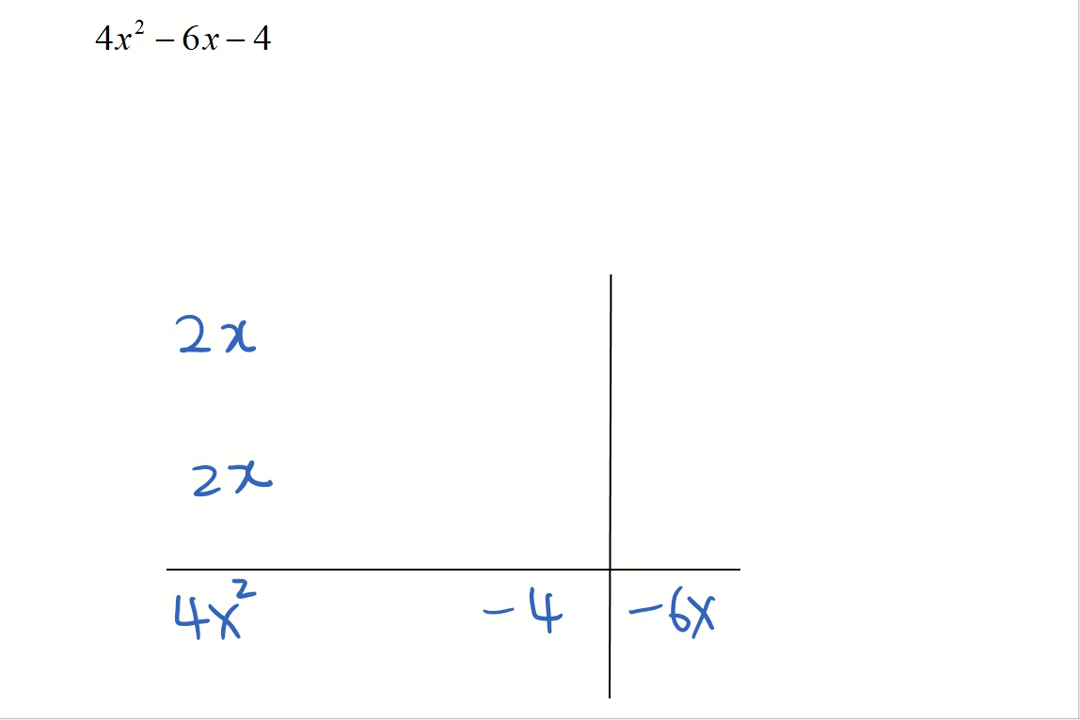 4x² − 6x − 4
2x
2x
4x² −4 −6x